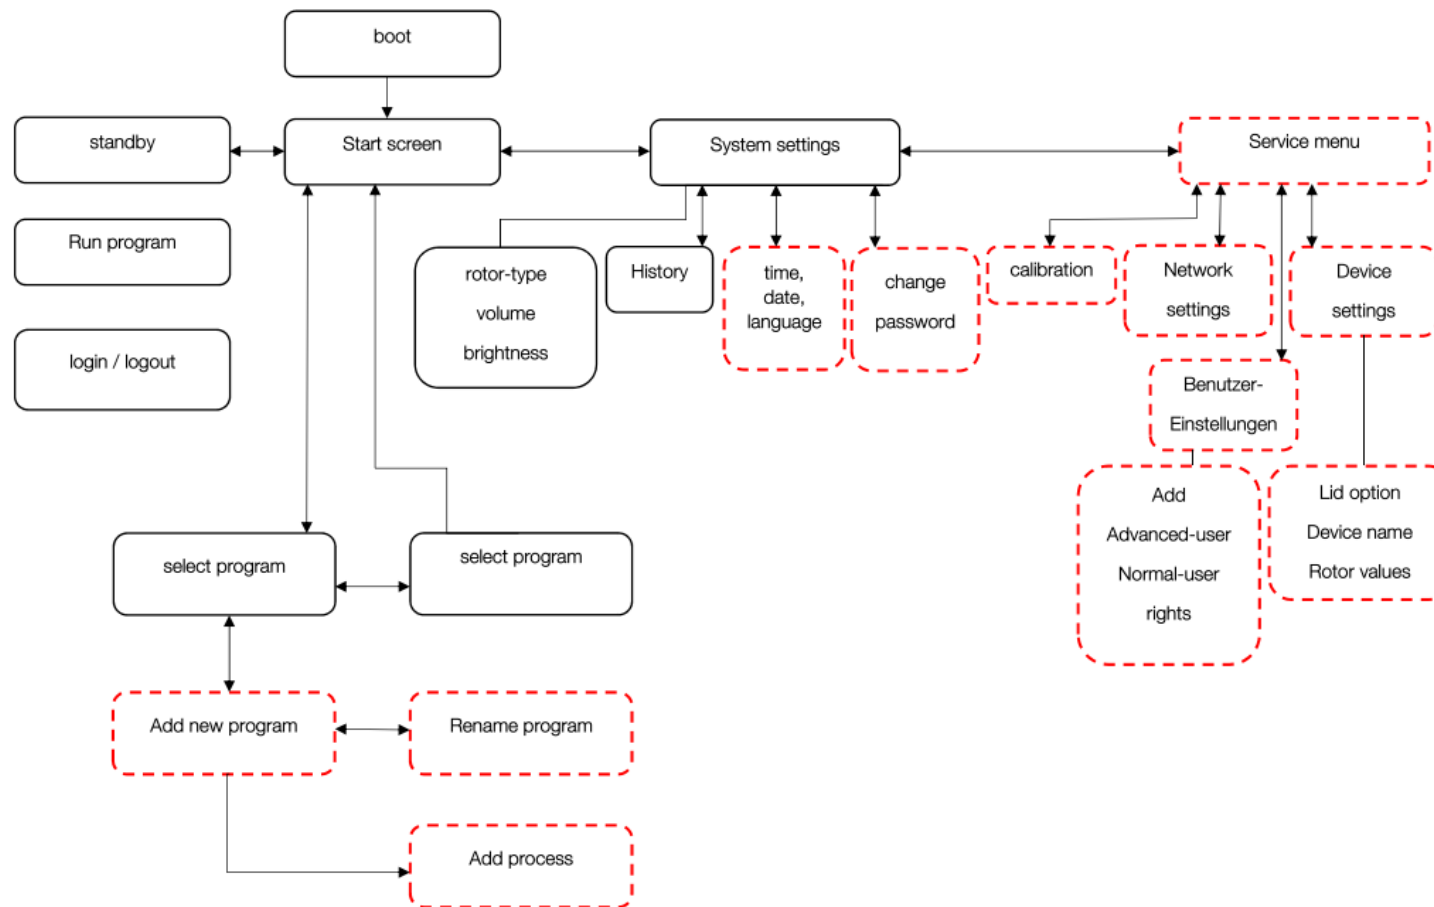 boot
standby
Start screen
System settings
Service menu
Run program
login / logout
rotor-type
volume
brightness
History
time,
date,
language
change
password
calibration
Network
settings
Device
settings
Benutzer-
Einstellungen
Add
Advanced-user
Normal-user
rights
Lid option
Device name
Rotor values
select program
select program
Add new program
Rename program
Add process